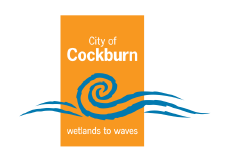 City of
Cockburn
wetlands to waves